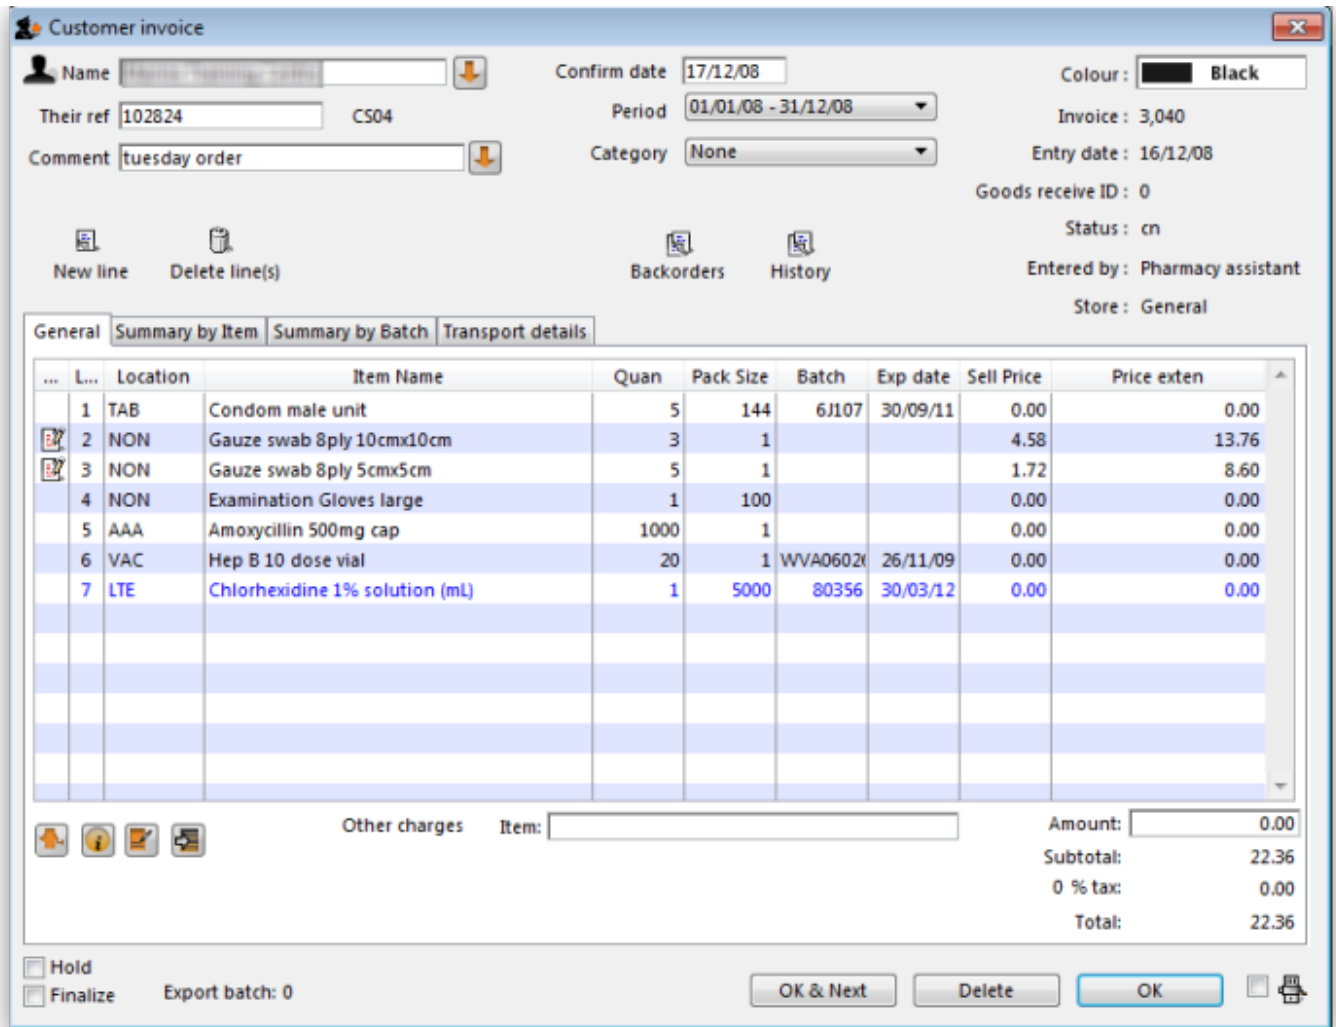 Customer invoice
Name
Confirm date 17/12/08
Colour: Black
Their ref 102824 CS04
Period 01/01/08 - 31/12/08
Invoice: 3,040
Comment tuesday order
Category None
Entry date: 16/12/08
Goods receive ID: 0
Status: cn
New line Delete line(s) Backorders History
Entered by: Pharmacy assistant
Store: General
General Summary by Item Summary by Batch Transport details
... L... Location Item Name Quan Pack Size Batch Exp date Sell Price Price exten
1 TAB Condom male unit 5 144 6J107 30/09/11 0.00 0.00
2 NON Gauze swab 8ply 10cmx10cm 3 1 4.58 13.76
3 NON Gauze swab 8ply 5cmx5cm 5 1 1.72 8.60
4 NON Examination Gloves large 1 100 0.00 0.00
5 AAA Amoxycillin 500mg cap 1000 1 0.00 0.00
6 VAC Hep B 10 dose vial 20 1 WVA0602 26/11/09 0.00 0.00
7 LTE Chlorhexidine 1% solution (mL) 1 5000 80356 30/03/12 0.00 0.00
Other charges Item: Amount: 0.00
Subtotal: 22.36
0 % tax: 0.00
Total: 22.36
Hold
Finalize Export batch: 0 OK & Next Delete OK